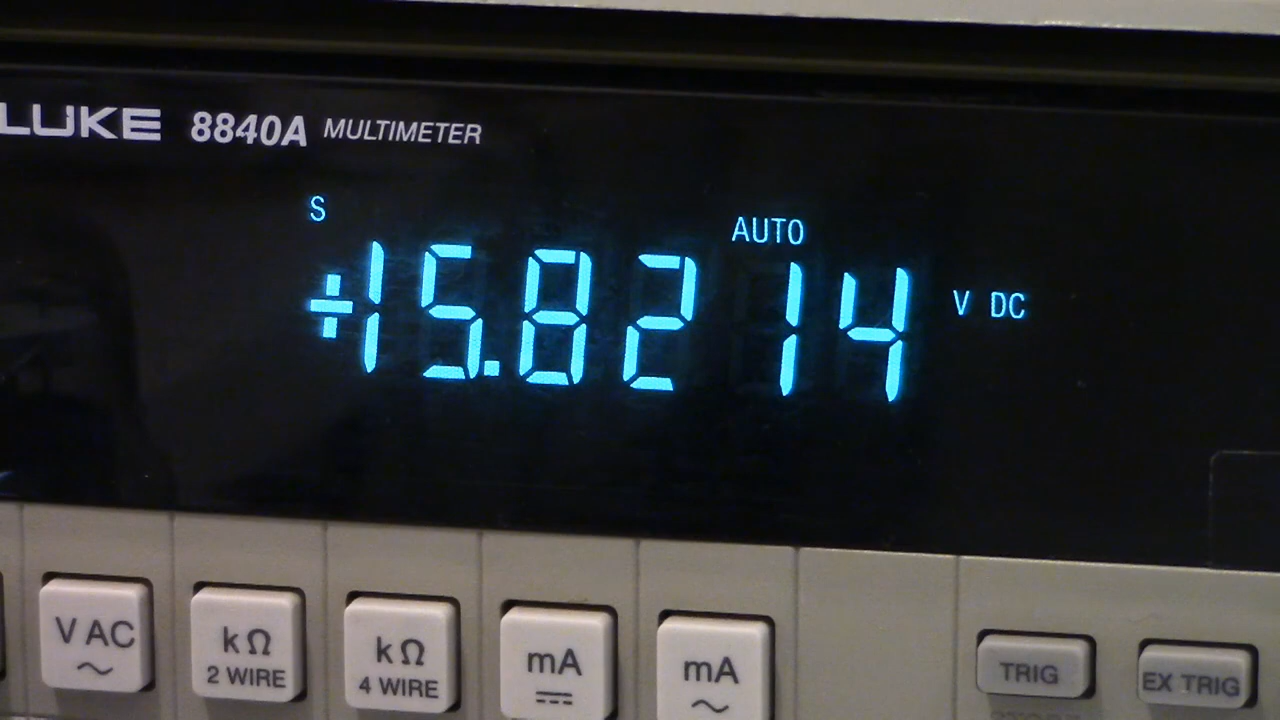 LUKE 8840A MULTIMETER
S AUTO
+15.8214 V DC
V AC kΩ kΩ mA mA TRIG EX TRIG
2 WIRE 4 WIRE